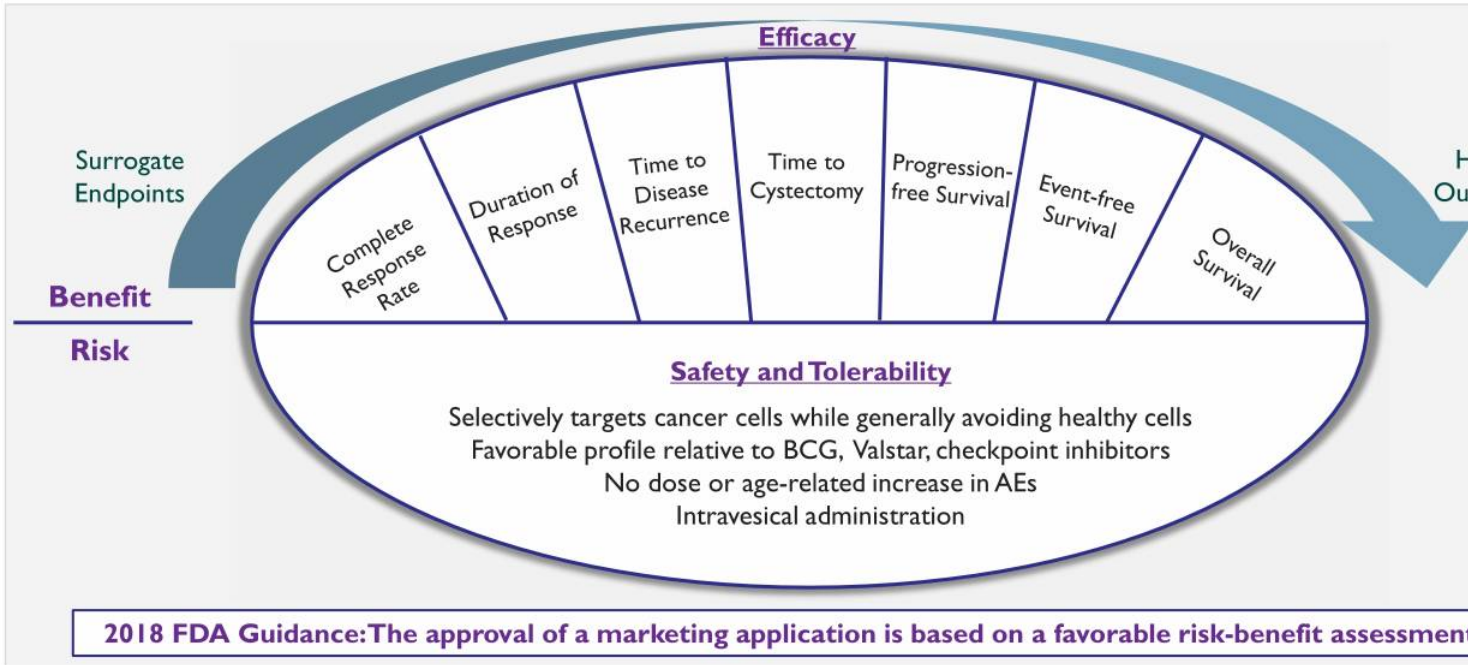 Efficacy
Surrogate
Endpoints
Complete
Response
Rate
Duration of
Response
Time to
Disease
Recurrence
Time to
Cystectomy
Progression-
free Survival
Event-free
Survival
Overall
Survival
Benefit
Risk
Safety and Tolerability
Selectively targets cancer cells while generally avoiding healthy cells
Favorable profile relative to BCG, Valstar, checkpoint inhibitors
No dose or age-related increase in AEs
Intravesical administration
2018 FDA Guidance: The approval of a marketing application is based on a favorable risk-benefit assessment